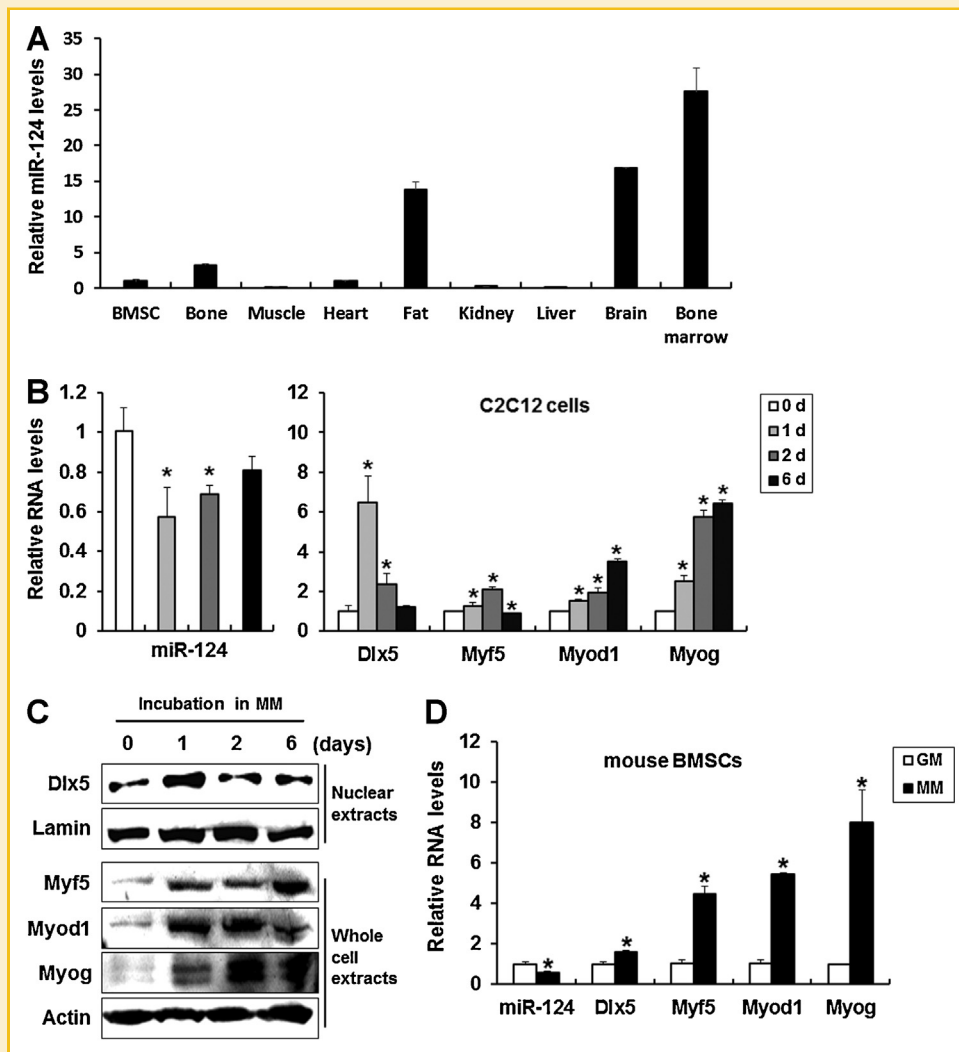 A
Relative miR-124 levels
35
30
25
20
15
10
5
0
BMSC Bone Muscle Heart Fat Kidney Liver Brain Bone marrow
B
Relative RNA levels
1.2
1
0.8
0.6
0.4
0.2
0
* *
miR-124
C2C12 cells
12
10
8
6
4
2
0
* * * * * * * * * * *
Dlx5 Myf5 Myod1 Myog
0 d
1 d
2 d
6 d
C
Incubation in MM
0 1 2 6 (days)
Dlx5
Lamin
Nuclear extracts
Myf5
Myod1
Myog
Actin
Whole cell extracts
D
Relative RNA levels
mouse BMSCs
12
10
8
6
4
2
0
* * * * *
miR-124 Dlx5 Myf5 Myod1 Myog
GM
MM